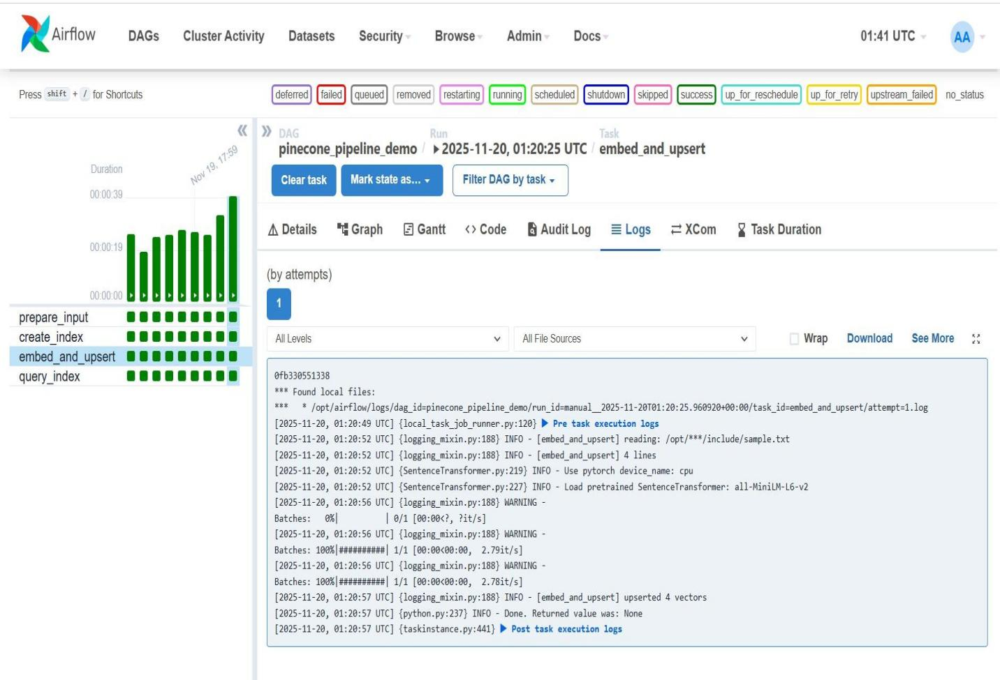 Airflow DAGs Cluster Activity Datasets Security Browse Admin Docs 01:41 UTC AA
Press shift + / for Shortcuts
deferred failed queued removed restarting running scheduled shutdown skipped success up_for_reschedule up_for_retry upstream_failed no_status
Duration
Nov 19, 17:59
00:00:39
00:00:19
00:00:00
prepare_input
create_index
embed_and_upsert
query_index
DAG Run Task
pinecone_pipeline_demo / 2025-11-20, 01:20:25 UTC / embed_and_upsert
Clear task Mark state as... Filter DAG by task
Details Graph Gantt <> Code Audit Log Logs XCom Task Duration
(by attempts)
1
All Levels All File Sources Wrap Download See More
0fb330551338
*** Found local files:
***   * /opt/airflow/logs/dag_id=pinecone_pipeline_demo/run_id=manual__2025-11-20T01:20:25.960920+00:00/task_id=embed_and_upsert/attempt=1.log
[2025-11-20, 01:20:49 UTC] {local_task_job_runner.py:120} ▶ Pre task execution logs
[2025-11-20, 01:20:52 UTC] {logging_mixin.py:188} INFO - [embed_and_upsert] reading: /opt/***/include/sample.txt
[2025-11-20, 01:20:52 UTC] {logging_mixin.py:188} INFO - [embed_and_upsert] 4 lines
[2025-11-20, 01:20:52 UTC] {SentenceTransformer.py:219} INFO - Use pytorch device_name: cpu
[2025-11-20, 01:20:52 UTC] {SentenceTransformer.py:227} INFO - Load pretrained SentenceTransformer: all-MiniLM-L6-v2
[2025-11-20, 01:20:56 UTC] {logging_mixin.py:188} WARNING -
Batches:   0%|          | 0/1 [00:00<?, ?it/s]
[2025-11-20, 01:20:56 UTC] {logging_mixin.py:188} WARNING -
Batches: 100%|##########| 1/1 [00:00<00:00,  2.79it/s]
[2025-11-20, 01:20:56 UTC] {logging_mixin.py:188} WARNING -
Batches: 100%|##########| 1/1 [00:00<00:00,  2.78it/s]
[2025-11-20, 01:20:57 UTC] {logging_mixin.py:188} INFO - [embed_and_upsert] upserted 4 vectors
[2025-11-20, 01:20:57 UTC] {python.py:237} INFO - Done. Returned value was: None
[2025-11-20, 01:20:57 UTC] {taskinstance.py:441} ▶ Post task execution logs